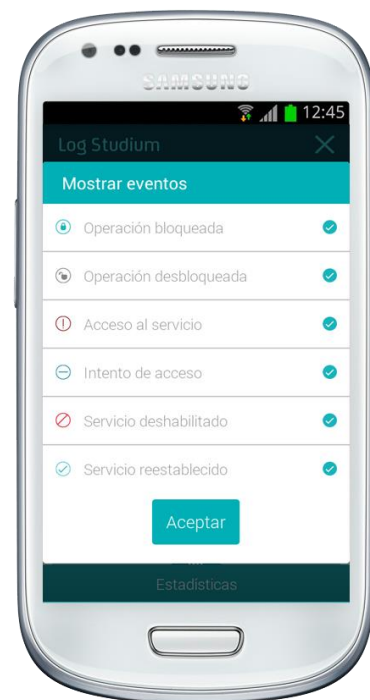 SAMSUNG
12:45
Log Studium
Mostrar eventos
Operación bloqueada
Operación desbloqueada
Acceso al servicio
Intento de acceso
Servicio deshabilitado
Servicio reestablecido
Aceptar
Estadísticas